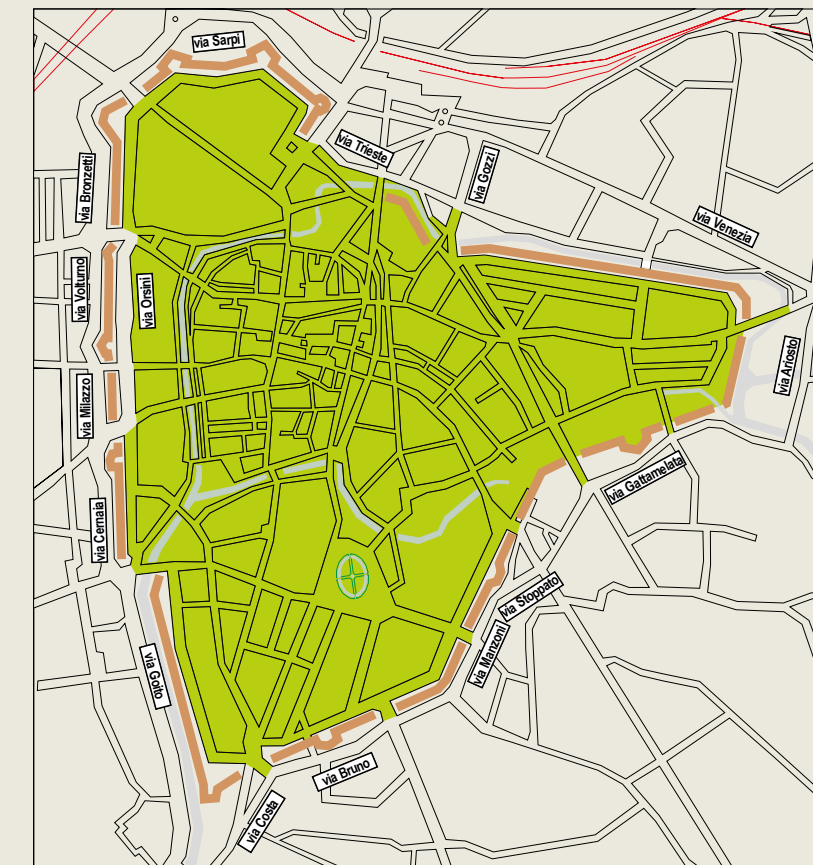 via Sarpi
via Trieste
via Gozzi
via Bronzetti
via Venezia
via Volturno
via Orsini
via Ariosto
via Milazzo
via Gattamelata
via Cernaia
via Stoppato
via Manzoni
via Goito
via Bruno
via Costa